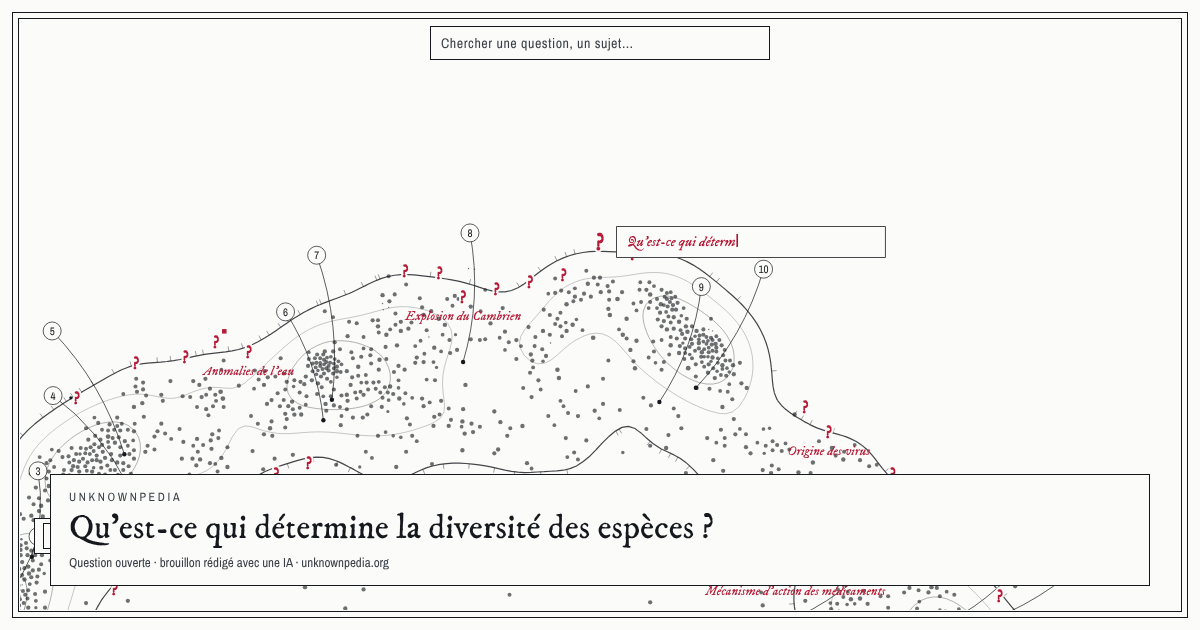 Chercher une question, un sujet...
8
Qu'est-ce qui déterm
7
10
9
6
Explosion du Cambrien
5
Anomalies de l'eau
4
Origine des virus
3
UNKNOWNPEDIA
Qu'est-ce qui détermine la diversité des espèces ?
Question ouverte · brouillon rédigé avec une IA · unknownpedia.org
Mécanisme d'action des médicaments